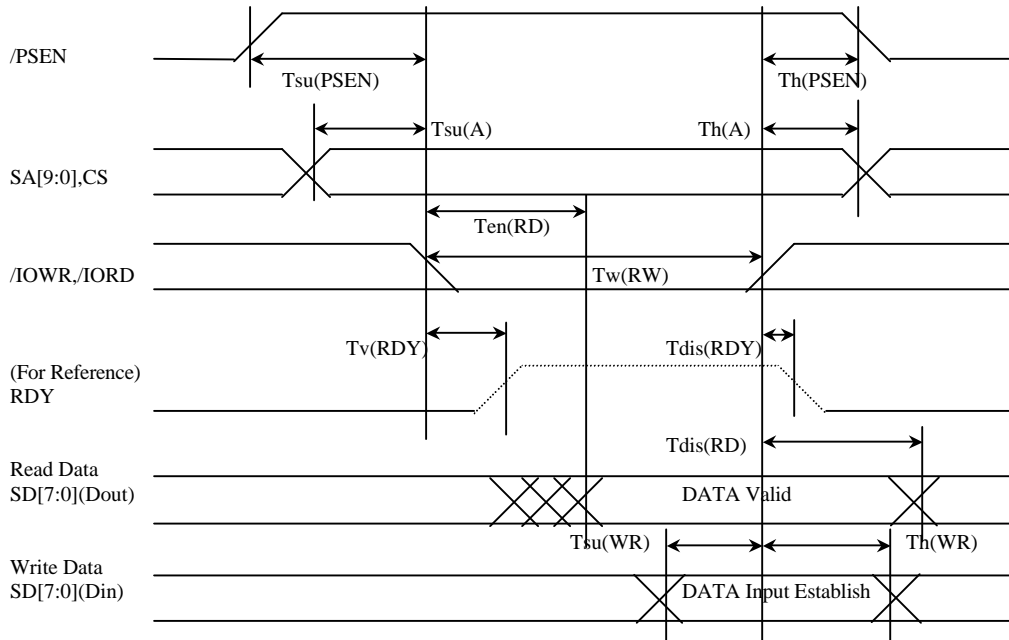 /PSEN
Tsu(PSEN)
Th(PSEN)
Tsu(A)
Th(A)
SA[9:0],CS
Ten(RD)
/IOWR,/IORD
Tw(RW)
Tv(RDY)
Tdis(RDY)
(For Reference)
RDY
Tdis(RD)
Read Data
SD[7:0](Dout)
DATA Valid
Tsu(WR)
Th(WR)
Write Data
SD[7:0](Din)
DATA Input Establish